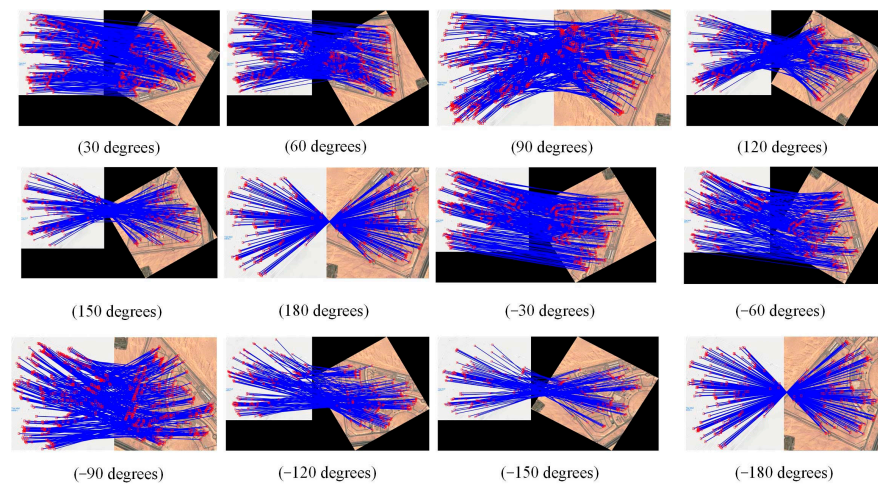 (30 degrees)
(60 degrees)
(90 degrees)
(120 degrees)
(150 degrees)
(180 degrees)
(−30 degrees)
(−60 degrees)
(−90 degrees)
(−120 degrees)
(−150 degrees)
(−180 degrees)